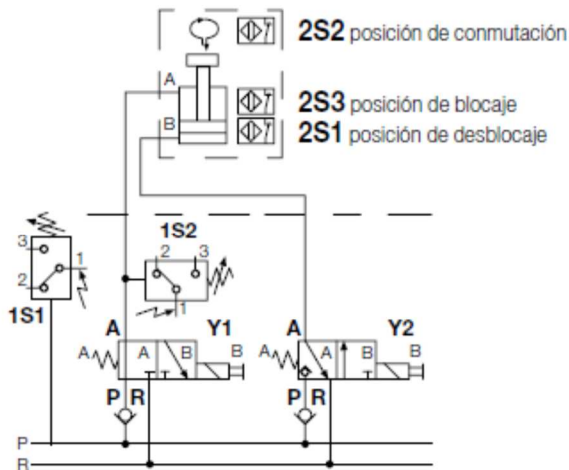 2S2 posición de conmutación
A
2S3 posición de blocaje
B
2S1 posición de desblocaje
1S2
3
1
2
1S1
2
3
1
A
Y1
A
Y2
A
A
B
B
A
A
B
B
P R
P R
P
R